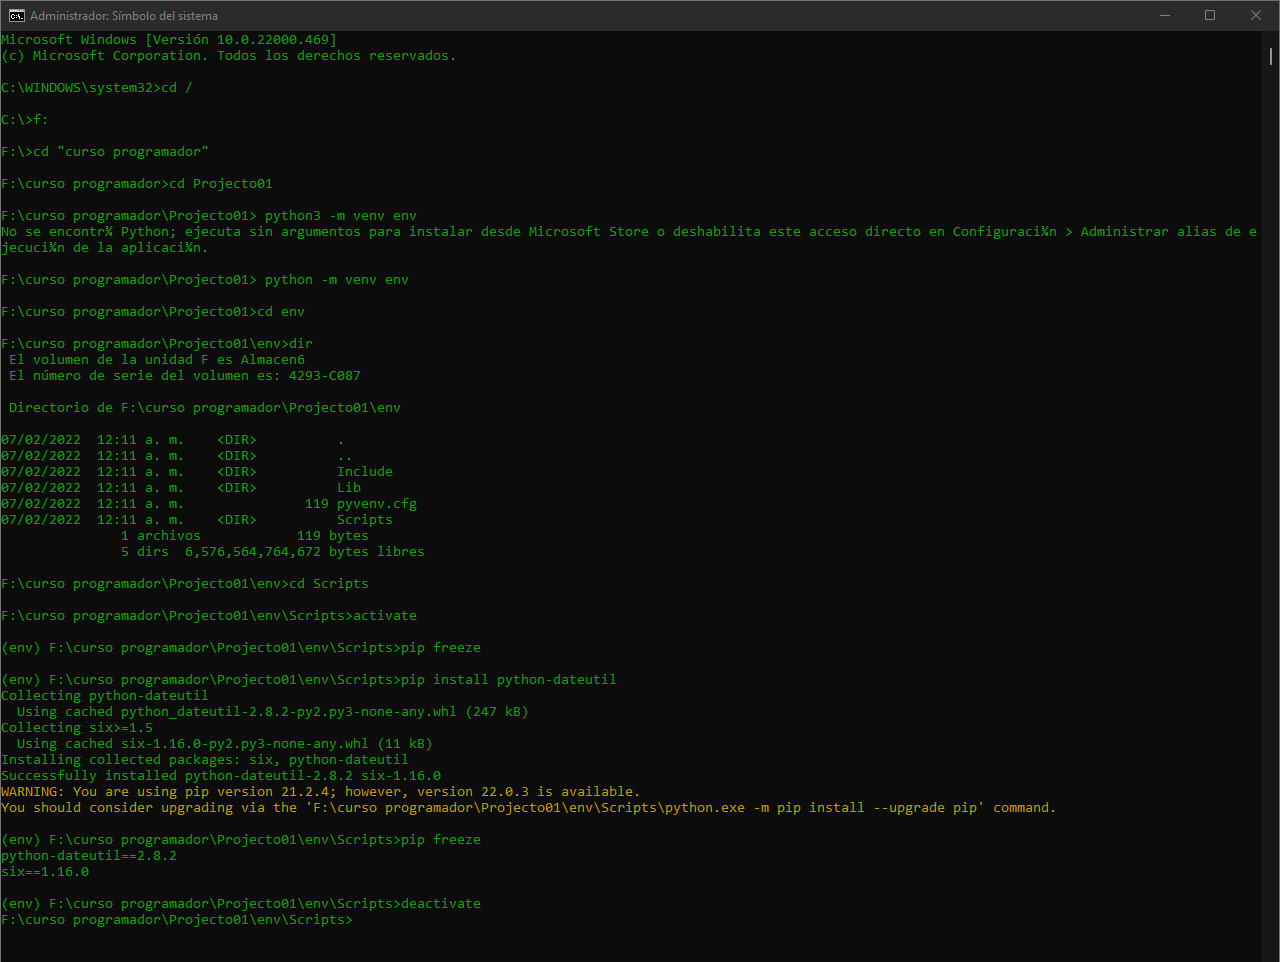 Administrador: Símbolo del sistema
Microsoft Windows [Versión 10.0.22000.469]
(c) Microsoft Corporation. Todos los derechos reservados.
C:\WINDOWS\system32>cd /
C:\>f:
F:\>cd "curso programador"
F:\curso programador>cd Projecto01
F:\curso programador\Projecto01> python3 -m venv env
No se encontr¾ Python; ejecuta sin argumentos para instalar desde Microsoft Store o deshabilita este acceso directo en Configuraci¾n > Administrar alias de e
jecuci¾n de la aplicaci¾n.
F:\curso programador\Projecto01> python -m venv env
F:\curso programador\Projecto01>cd env
F:\curso programador\Projecto01\env>dir
 El volumen de la unidad F es Almacen6
 El número de serie del volumen es: 4293-C087
 Directorio de F:\curso programador\Projecto01\env
07/02/2022  12:11 a. m.    <DIR>          .
07/02/2022  12:11 a. m.    <DIR>          ..
07/02/2022  12:11 a. m.    <DIR>          Include
07/02/2022  12:11 a. m.    <DIR>          Lib
07/02/2022  12:11 a. m.               119 pyvenv.cfg
07/02/2022  12:11 a. m.    <DIR>          Scripts
               1 archivos            119 bytes
               5 dirs  6,576,564,764,672 bytes libres
F:\curso programador\Projecto01\env>cd Scripts
F:\curso programador\Projecto01\env\Scripts>activate
(env) F:\curso programador\Projecto01\env\Scripts>pip freeze
(env) F:\curso programador\Projecto01\env\Scripts>pip install python-dateutil
Collecting python-dateutil
  Using cached python_dateutil-2.8.2-py2.py3-none-any.whl (247 kB)
Collecting six>=1.5
  Using cached six-1.16.0-py2.py3-none-any.whl (11 kB)
Installing collected packages: six, python-dateutil
Successfully installed python-dateutil-2.8.2 six-1.16.0
WARNING: You are using pip version 21.2.4; however, version 22.0.3 is available.
You should consider upgrading via the 'F:\curso programador\Projecto01\env\Scripts\python.exe -m pip install --upgrade pip' command.
(env) F:\curso programador\Projecto01\env\Scripts>pip freeze
python-dateutil==2.8.2
six==1.16.0
(env) F:\curso programador\Projecto01\env\Scripts>deactivate
F:\curso programador\Projecto01\env\Scripts>